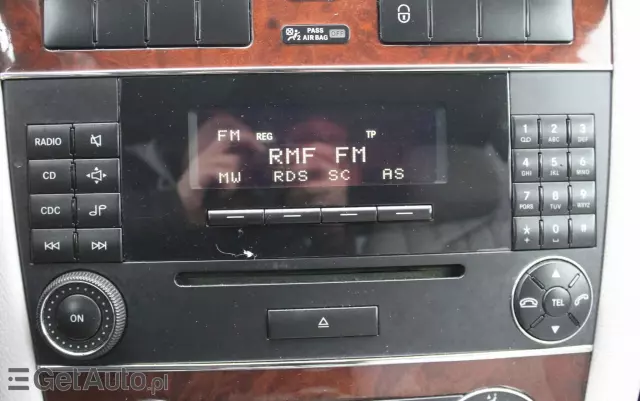 PASS
2 AIR BAG OFF
FM REG TP
RMF FM
MW RDS SC AS
RADIO
CD
CDC
ON
1 2 ABC 3 DEF
4 GHI 5 JKL 6 MNO
7 PQRS 8 TUV 9 WXYZ
* + 0 #
TEL
GetAuto.pl